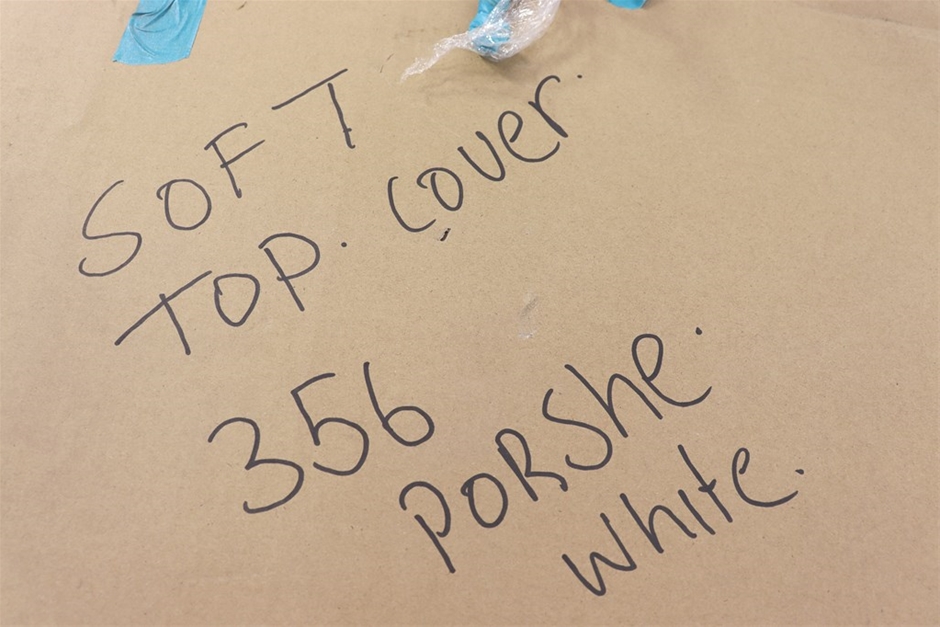 SOFT
TOP. COVER.
356
PORShe.
white.